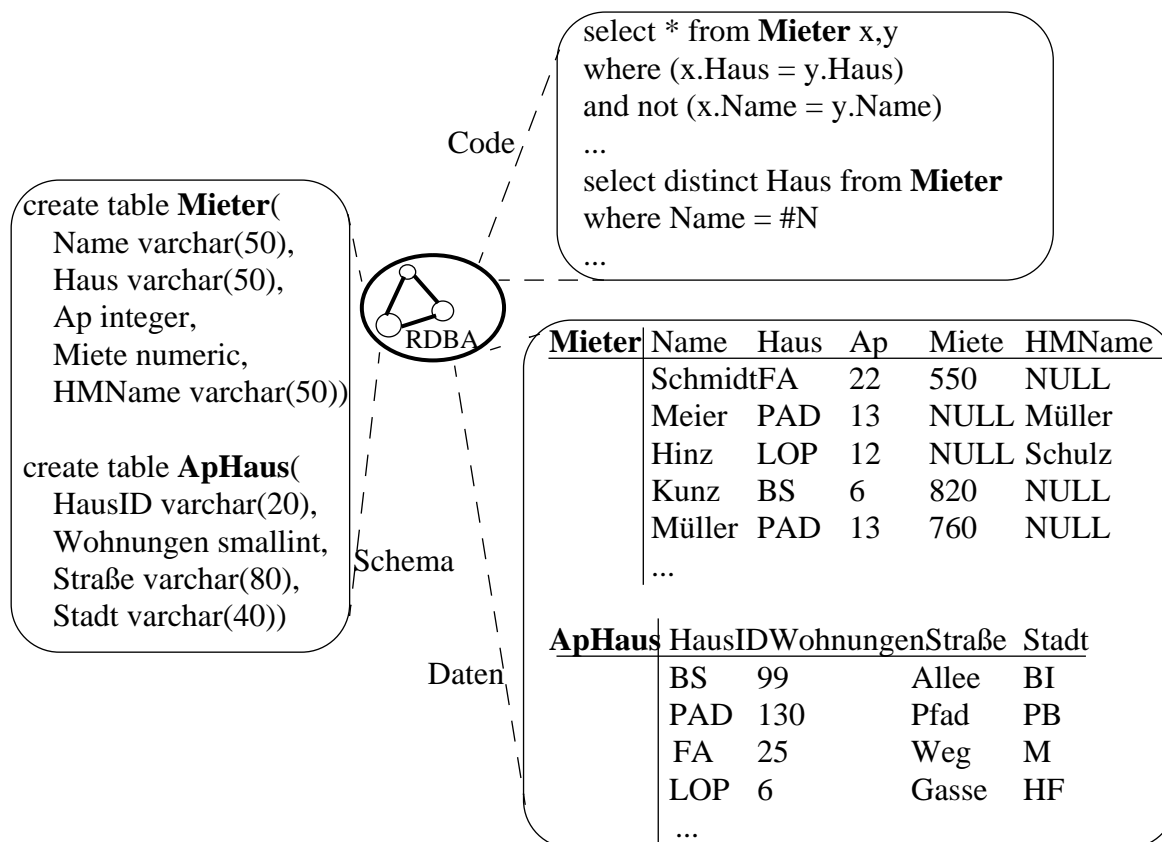 select * from Mieter x,y
where (x.Haus = y.Haus)
and not (x.Name = y.Name)
...
select distinct Haus from Mieter
where Name = #N
...
Code
create table Mieter(
Name varchar(50),
Haus varchar(50),
Ap integer,
Miete numeric,
HMName varchar(50))
create table ApHaus(
HausID varchar(20),
Wohnungen smallint,
Straße varchar(80),
Stadt varchar(40))
RDBA
Schema
Daten
Mieter Name Haus Ap Miete HMName
Schmidt FA 22 550 NULL
Meier PAD 13 NULL Müller
Hinz LOP 12 NULL Schulz
Kunz BS 6 820 NULL
Müller PAD 13 760 NULL
...
ApHaus HausID Wohnungen Straße Stadt
BS 99 Allee BI
PAD 130 Pfad PB
FA 25 Weg M
LOP 6 Gasse HF
...